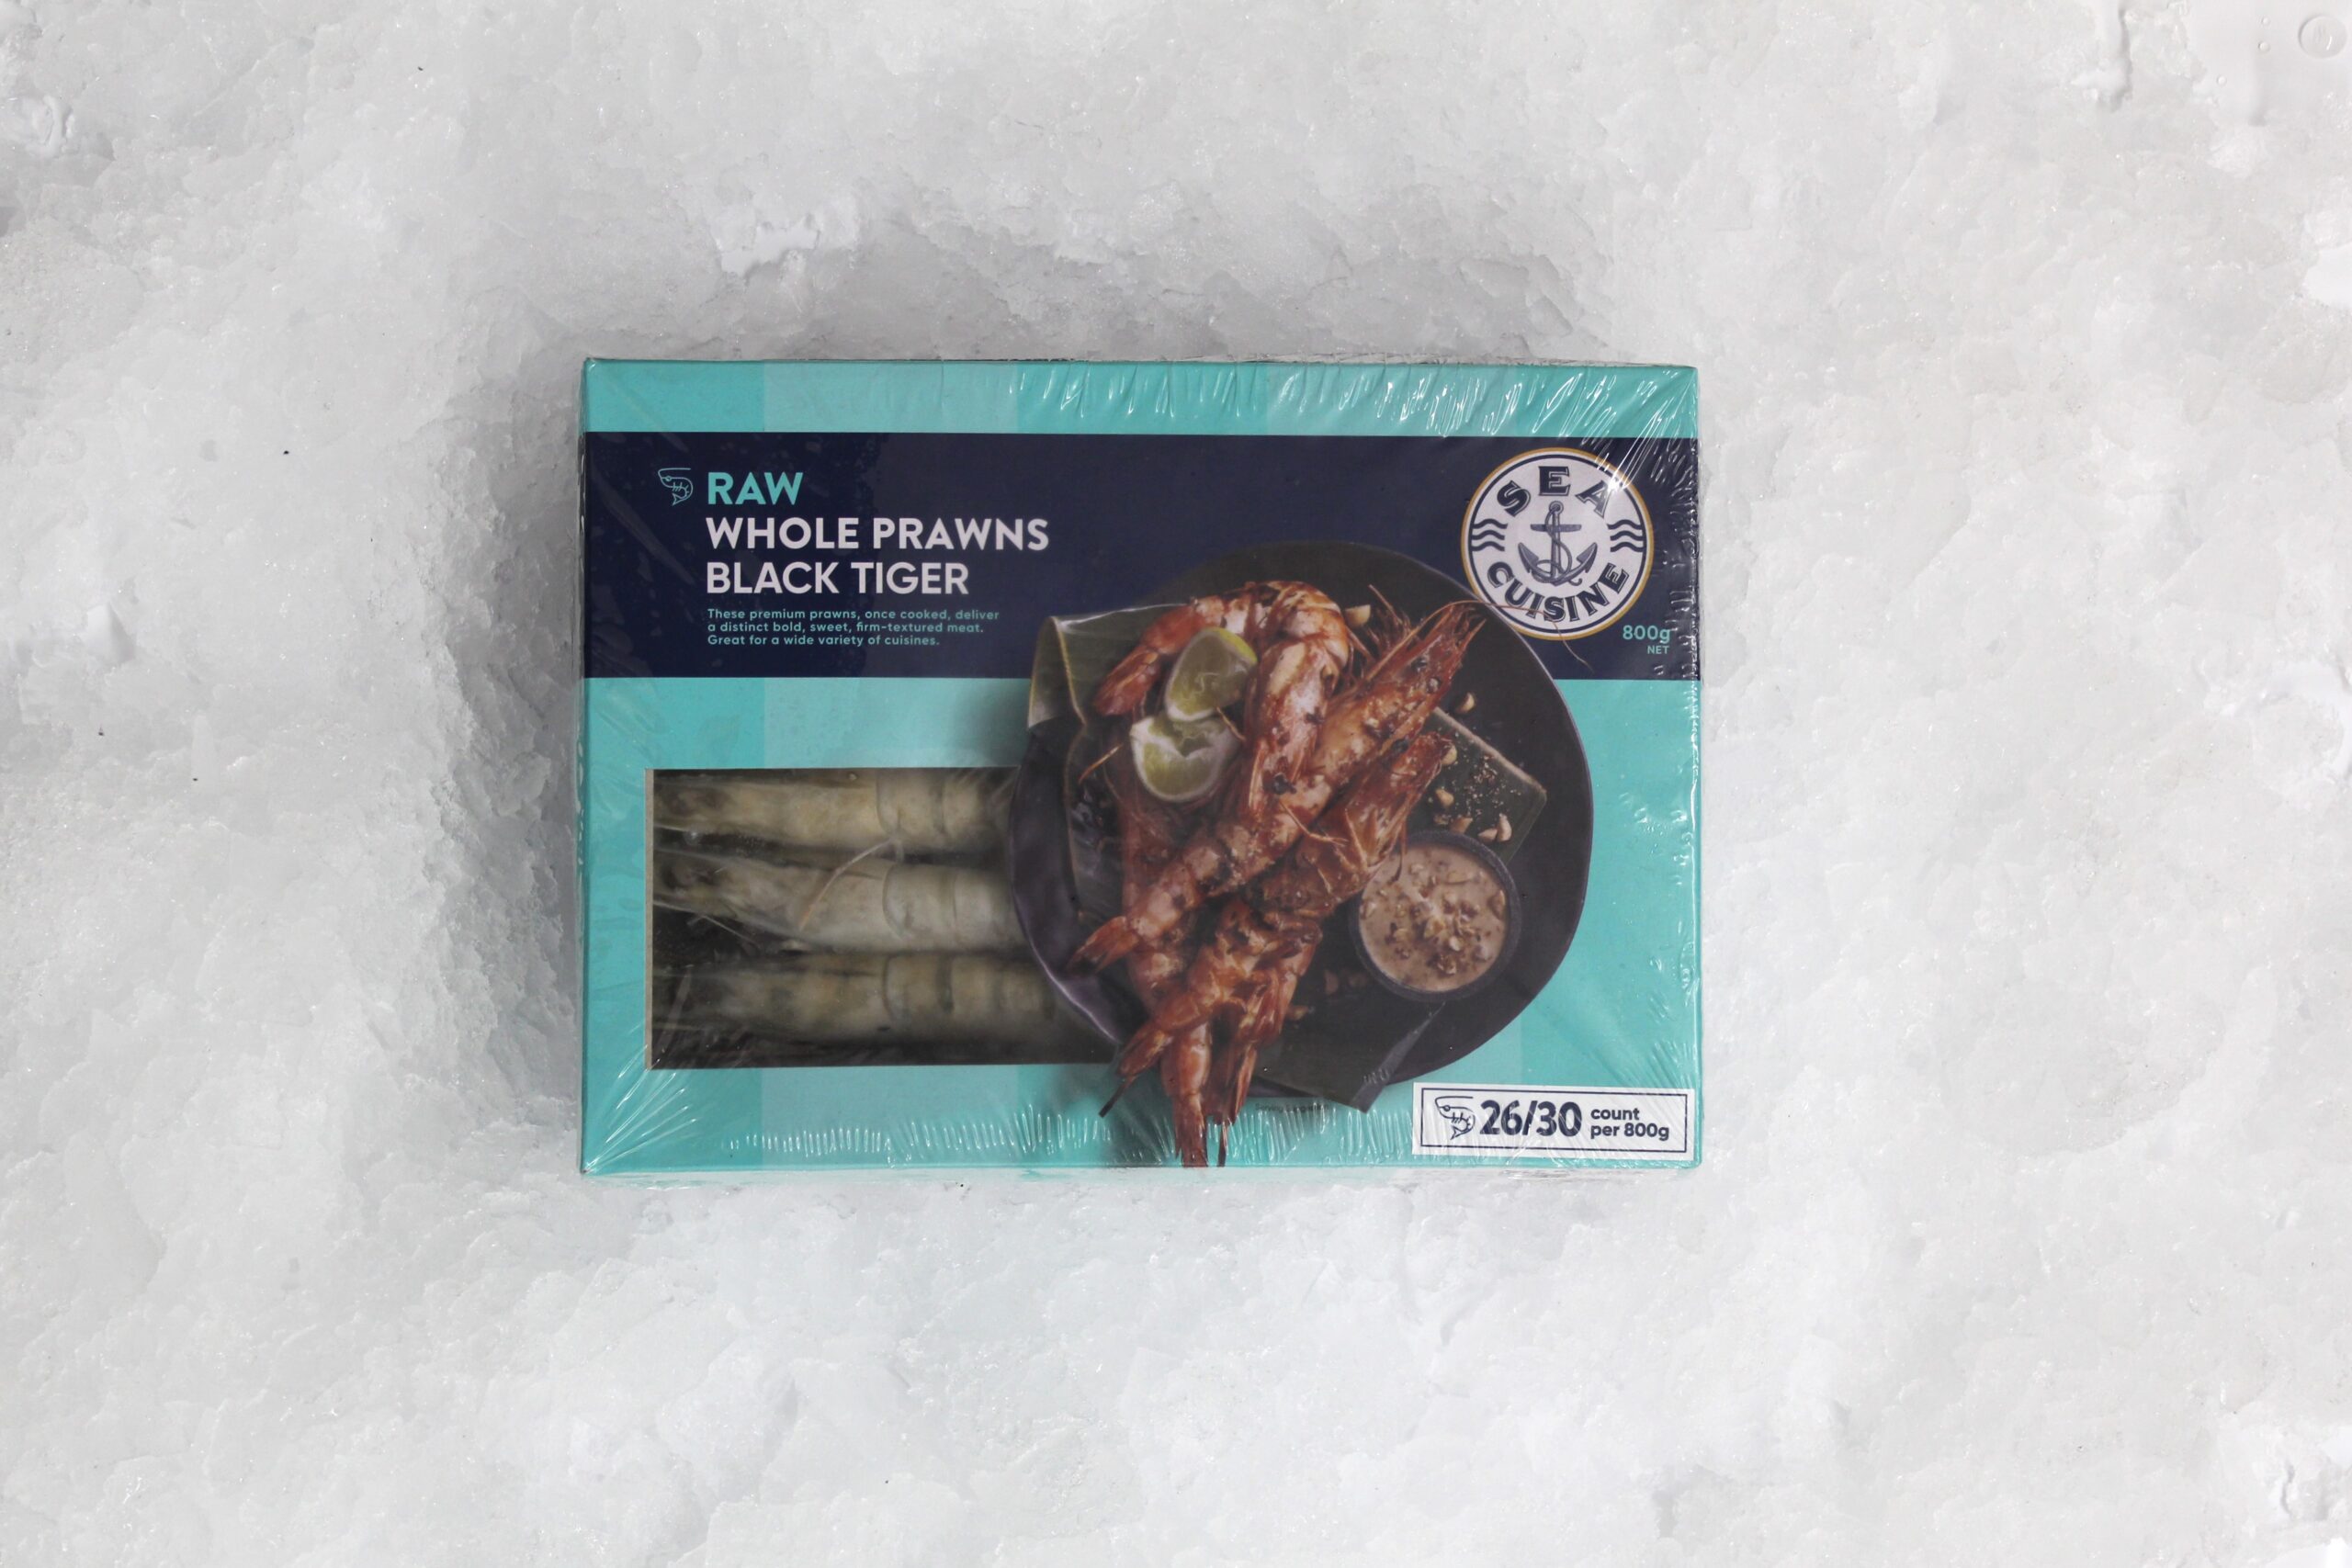 RAW
WHOLE PRAWNS
BLACK TIGER
These premium prawns, once cooked, deliver
a distinct bold, sweet, firm-textured meat.
Great for a wide variety of cuisines.
SEA
CUISINE
800g
NET
26/30 count
per 800g